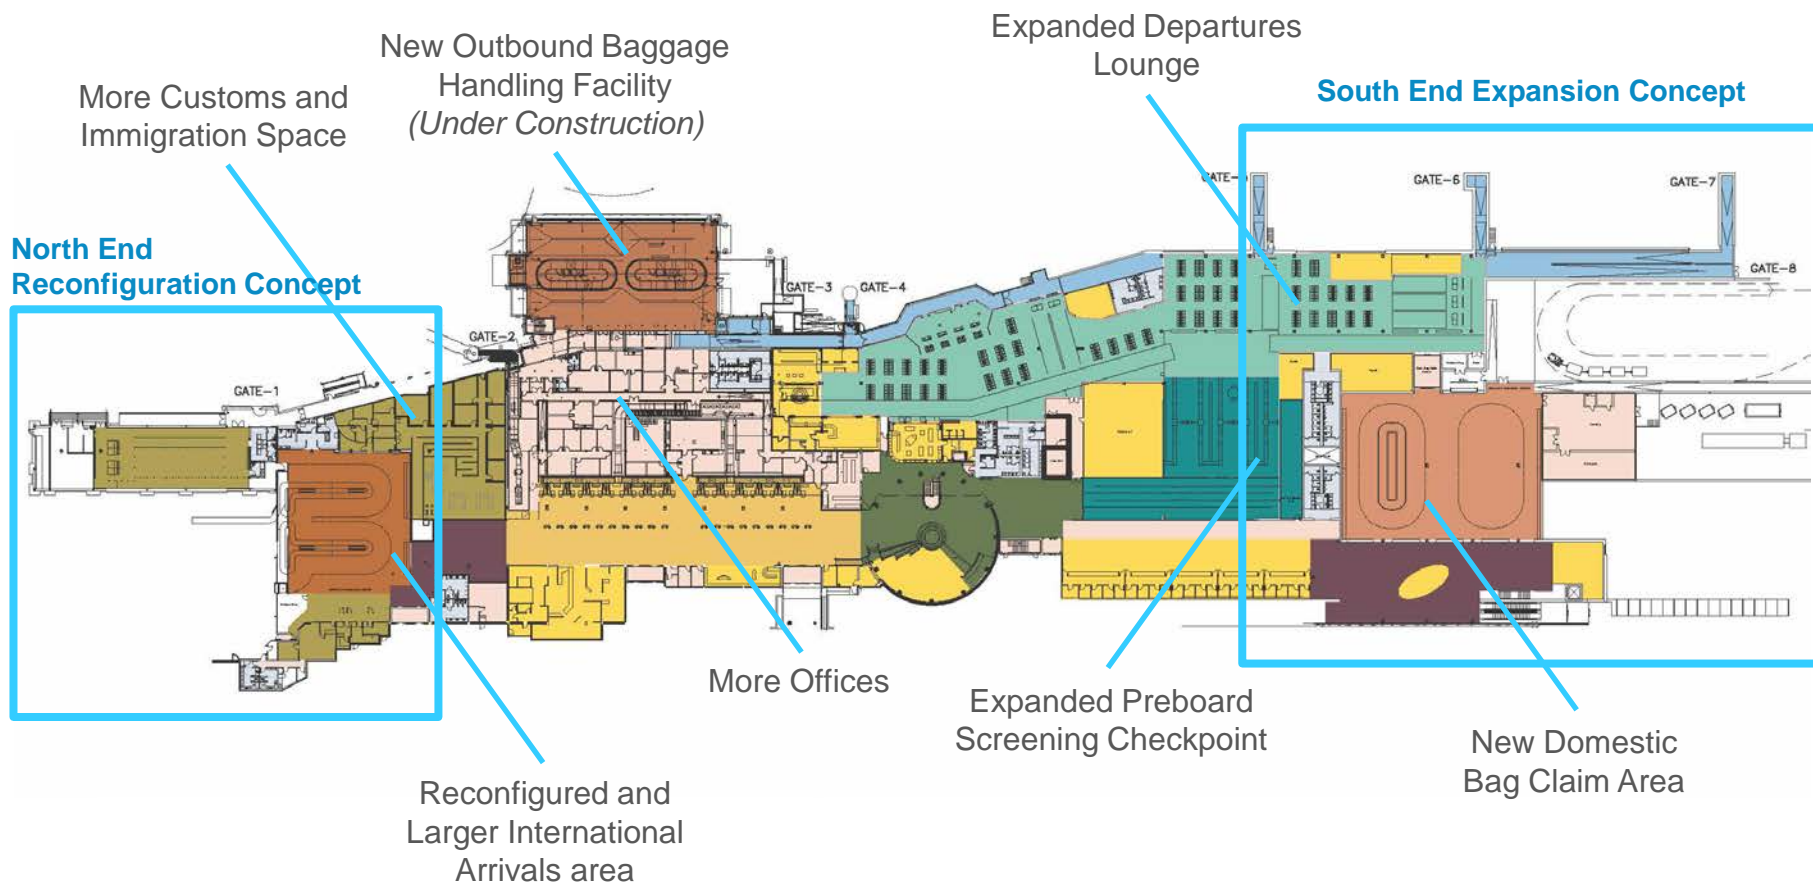 Expanded Departures
Lounge
New Outbound Baggage
Handling Facility
(Under Construction)
More Customs and
Immigration Space
South End Expansion Concept
North End
Reconfiguration Concept
GATE-6
GATE-7
GATE-8
GATE-3
GATE-4
GATE-2
GATE-1
More Offices
Expanded Preboard
Screening Checkpoint
New Domestic
Bag Claim Area
Reconfigured and
Larger International
Arrivals area